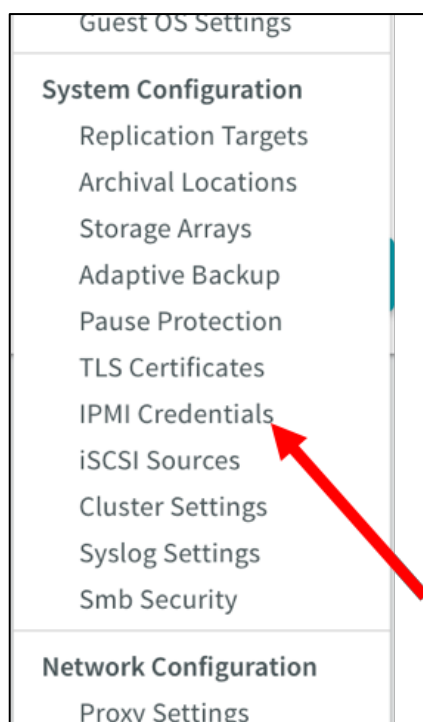 Guest OS Settings
System Configuration
Replication Targets
Archival Locations
Storage Arrays
Adaptive Backup
Pause Protection
TLS Certificates
IPMI Credentials
iSCSI Sources
Cluster Settings
Syslog Settings
Smb Security
Network Configuration
Proxy Settings